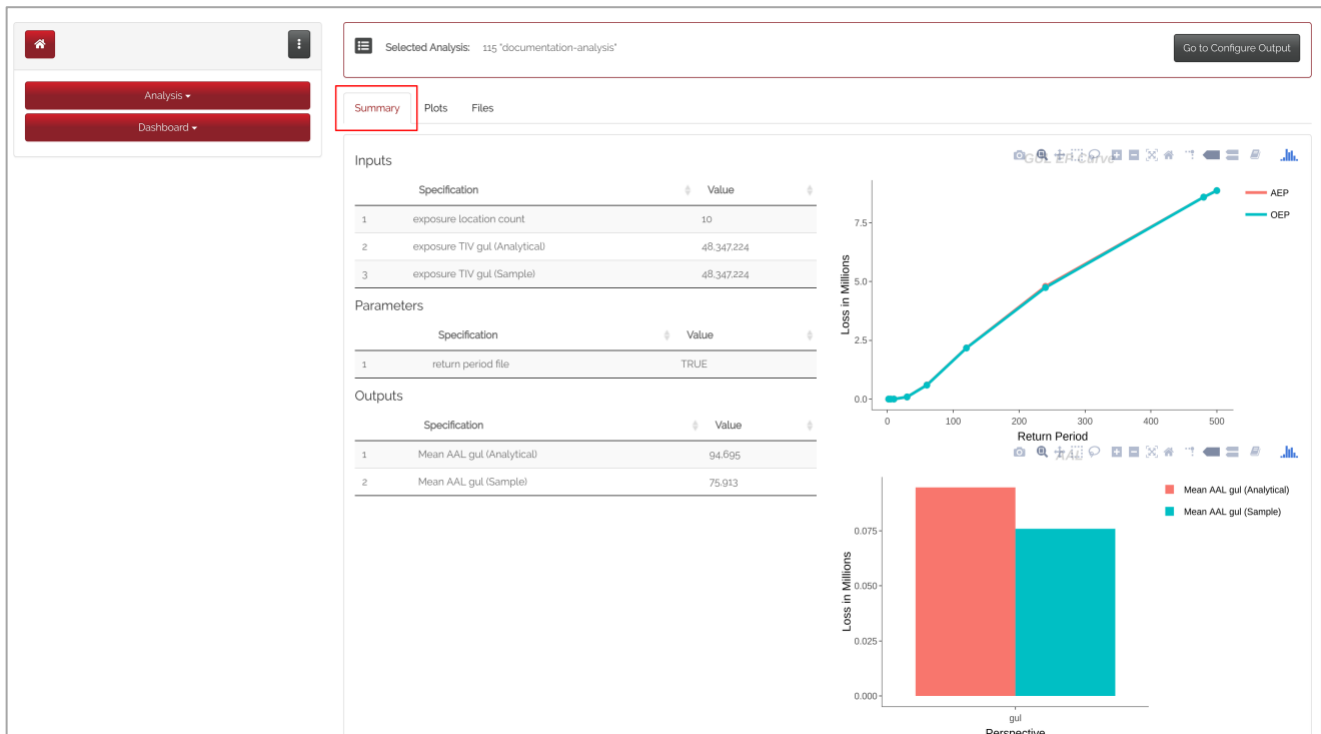 Selected Analysis: 115 "documentation-analysis"
Go to Configure Output
Analysis
Dashboard
Summary Plots Files
Inputs
Specification Value
1 exposure location count 10
2 exposure TIV gul (Analytical) 48,347,224
3 exposure TIV gul (Sample) 48,347,224
Parameters
Specification Value
1 return period file TRUE
Outputs
Specification Value
1 Mean AAL gul (Analytical) 94,695
2 Mean AAL gul (Sample) 75,913
GUL EP Curve
AEP
OEP
Loss in Millions
7.5
5.0
2.5
0.0
0 100 200 300 400 500
Return Period
AAL
Mean AAL gul (Analytical)
Mean AAL gul (Sample)
Loss in Millions
0.075
0.050
0.025
0.000
gul
Perspective